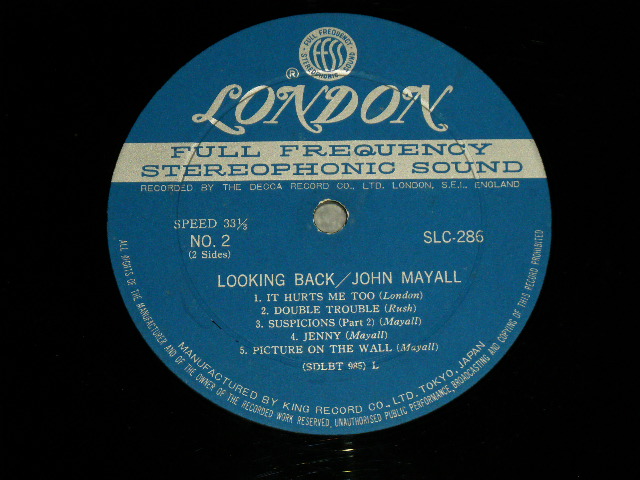 FULL FREQUENCY
FFSS
STEREOPHONIC SOUND
®
LONDON
FULL FREQUENCY
STEREOPHONIC SOUND
RECORDED BY THE DECCA RECORD CO., LTD. LONDON, S.E.I., ENGLAND
SPEED 33⅓
NO. 2
(2 Sides)
SLC-286
LOOKING BACK/JOHN MAYALL
1. IT HURTS ME TOO (London)
2. DOUBLE TROUBLE (Rush)
3. SUSPICIONS (Part 2) (Mayall)
4. JENNY (Mayall)
5. PICTURE ON THE WALL (Mayall)
(SDLBT 985) L
MANUFACTURED BY KING RECORD CO., LTD. TOKYO, JAPAN
ALL RIGHTS OF THE MANUFACTURER AND OF THE OWNER OF THE RECORDED WORK RESERVED, UNAUTHORISED PUBLIC PERFORMANCE, BROADCASTING AND COPYING OF THIS RECORD PROHIBITED